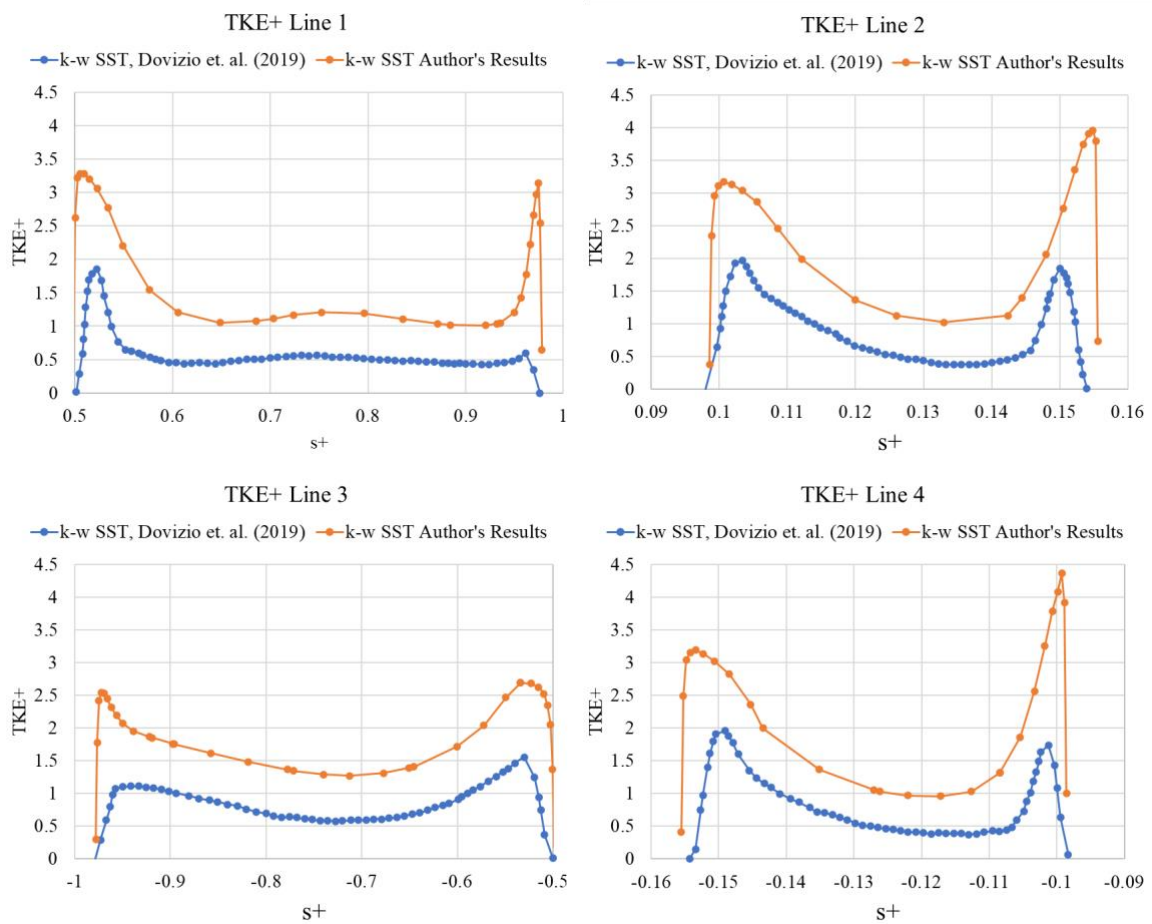 TKE+ Line 1
k-w SST, Dovizio et. al. (2019) k-w SST Author's Results
4.5
4
3.5
3
2.5
2
1.5
1
0.5
0
TKE+
0.5 0.6 0.7 0.8 0.9 1
s+
TKE+ Line 2
k-w SST, Dovizio et. al. (2019) k-w SST Author's Results
4.5
4
3.5
3
2.5
2
1.5
1
0.5
0
TKE+
0.09 0.1 0.11 0.12 0.13 0.14 0.15 0.16
s+
TKE+ Line 3
k-w SST, Dovizio et. al. (2019) k-w SST Author's Results
4.5
4
3.5
3
2.5
2
1.5
1
0.5
0
TKE+
-1 -0.9 -0.8 -0.7 -0.6 -0.5
s+
TKE+ Line 4
k-w SST, Dovizio et. al. (2019) k-w SST Author's Results
4.5
4
3.5
3
2.5
2
1.5
1
0.5
0
TKE+
-0.16 -0.15 -0.14 -0.13 -0.12 -0.11 -0.1 -0.09
s+